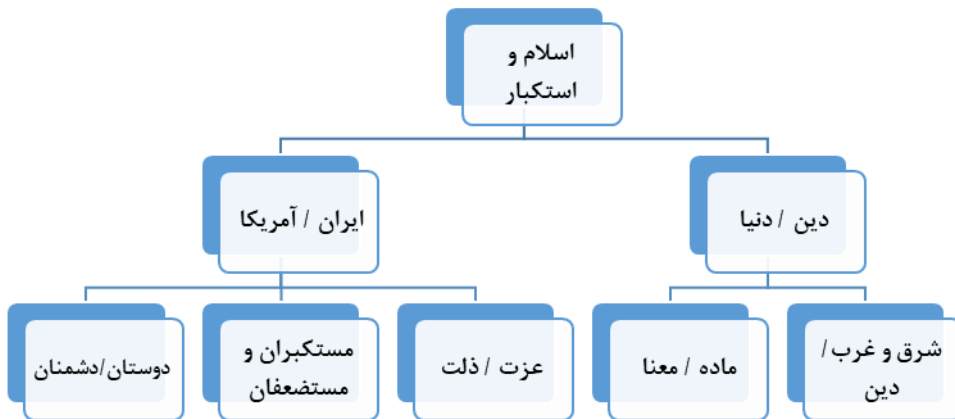 اسلام و
استکبار
دین / دنیا
ایران / آمریکا
شرق و غرب /
دین
ماده / معنا
عزت / ذلت
مستکبران و
مستضعفان
دوستان/دشمنان